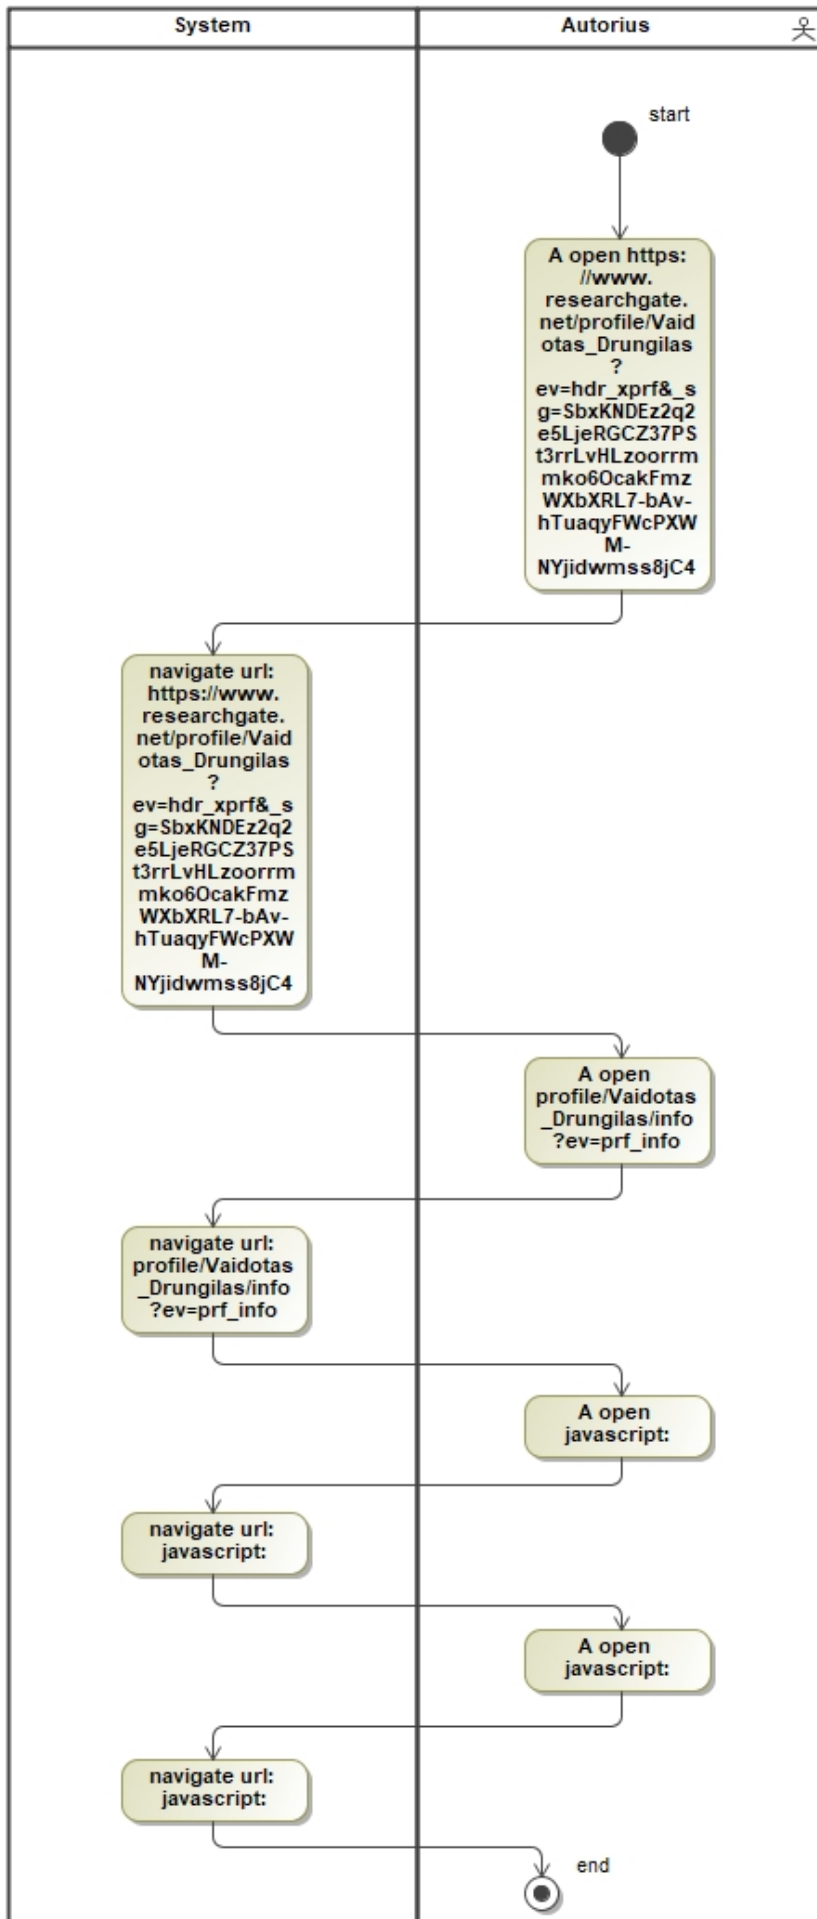 System
Autorius
start
A open https:
//www.
researchgate.
net/profile/Vaid
otas_Drungilas
?
ev=hdr_xprf&_s
g=SbxKNDEz2q2
e5LjeRGCZ37PS
t3rrLvHLzoorrm
mko6OcakFmz
WXbXRL7-bAv-
hTuaqyFWcPXW
M-
NYjidwmss8jC4
navigate url:
https://www.
researchgate.
net/profile/Vaid
otas_Drungilas
?
ev=hdr_xprf&_s
g=SbxKNDEz2q2
e5LjeRGCZ37PS
t3rrLvHLzoorrm
mko6OcakFmz
WXbXRL7-bAv-
hTuaqyFWcPXW
M-
NYjidwmss8jC4
A open
profile/Vaidotas
_Drungilas/info
?ev=prf_info
navigate url:
profile/Vaidotas
_Drungilas/info
?ev=prf_info
A open
javascript:
navigate url:
javascript:
A open
javascript:
navigate url:
javascript:
end